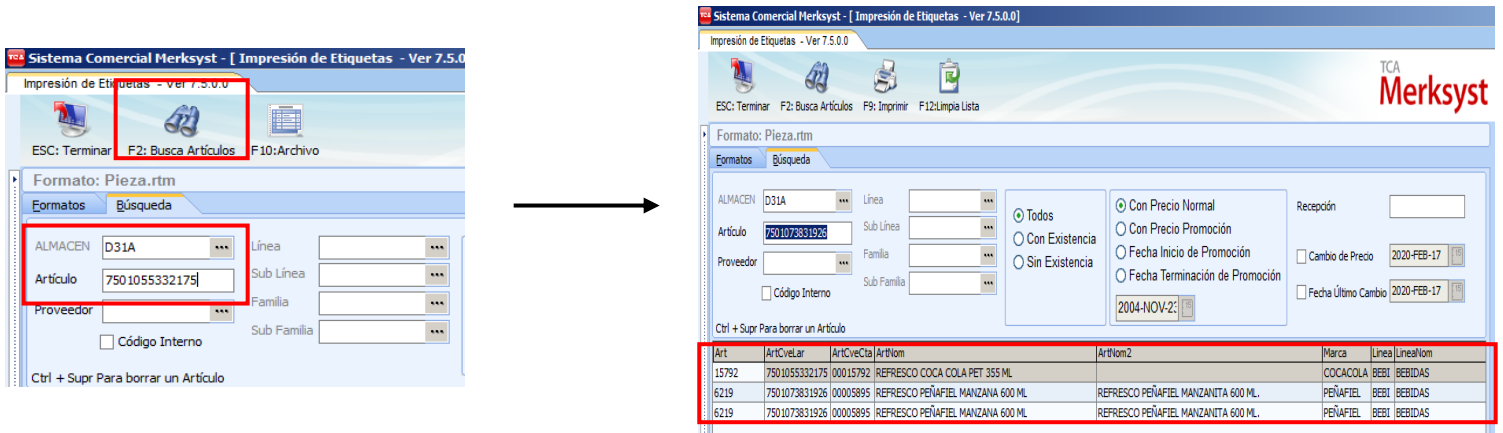 Sistema Comercial Merksyst - [ Impresión de Etiquetas - Ver 7.5.0
Impresión de Etiquetas - Ver 7.5.0.0
ESC: Terminar F2: Busca Artículos F10:Archivo
Formato: Pieza.rtm
Formatos Búsqueda
ALMACEN D31A ... Línea ...
Artículo 7501055332175 Sub Línea ...
Proveedor ... Familia ...
Código Interno Sub Familia ...
Ctrl + Supr Para borrar un Artículo
Sistema Comercial Merksyst - [ Impresión de Etiquetas - Ver 7.5.0.0]
Impresión de Etiquetas - Ver 7.5.0.0
ESC: Terminar F2: Busca Artículos F9: Imprimir F12:Limpia Lista
TCA
Merksyst
Formato: Pieza.rtm
Formatos Búsqueda
ALMACEN D31A ... Línea ...
Artículo 7501073831926 Sub Línea ...
Proveedor ... Familia ...
Código Interno Sub Familia ...
Todos
Con Existencia
Sin Existencia
Con Precio Normal
Con Precio Promoción
Fecha Inicio de Promoción
Fecha Terminación de Promoción
2004-NOV-23 15
Recepción
Cambio de Precio 2020-FEB-17 15
Fecha Último Cambio 2020-FEB-17 15
Ctrl + Supr Para borrar un Artículo
Art ArtCveLar ArtCveCta ArtNom ArtNom2 Marca Linea LineaNom
15792 7501055332175 00015792 REFRESCO COCA COLA PET 355 ML COCACOLA BEBI BEBIDAS
6219 7501073831926 00005895 REFRESCO PEÑAFIEL MANZANA 600 ML REFRESCO PEÑAFIEL MANZANITA 600 ML. PEÑAFIEL BEBI BEBIDAS
6219 7501073831926 00005895 REFRESCO PEÑAFIEL MANZANA 600 ML REFRESCO PEÑAFIEL MANZANITA 600 ML. PEÑAFIEL BEBI BEBIDAS